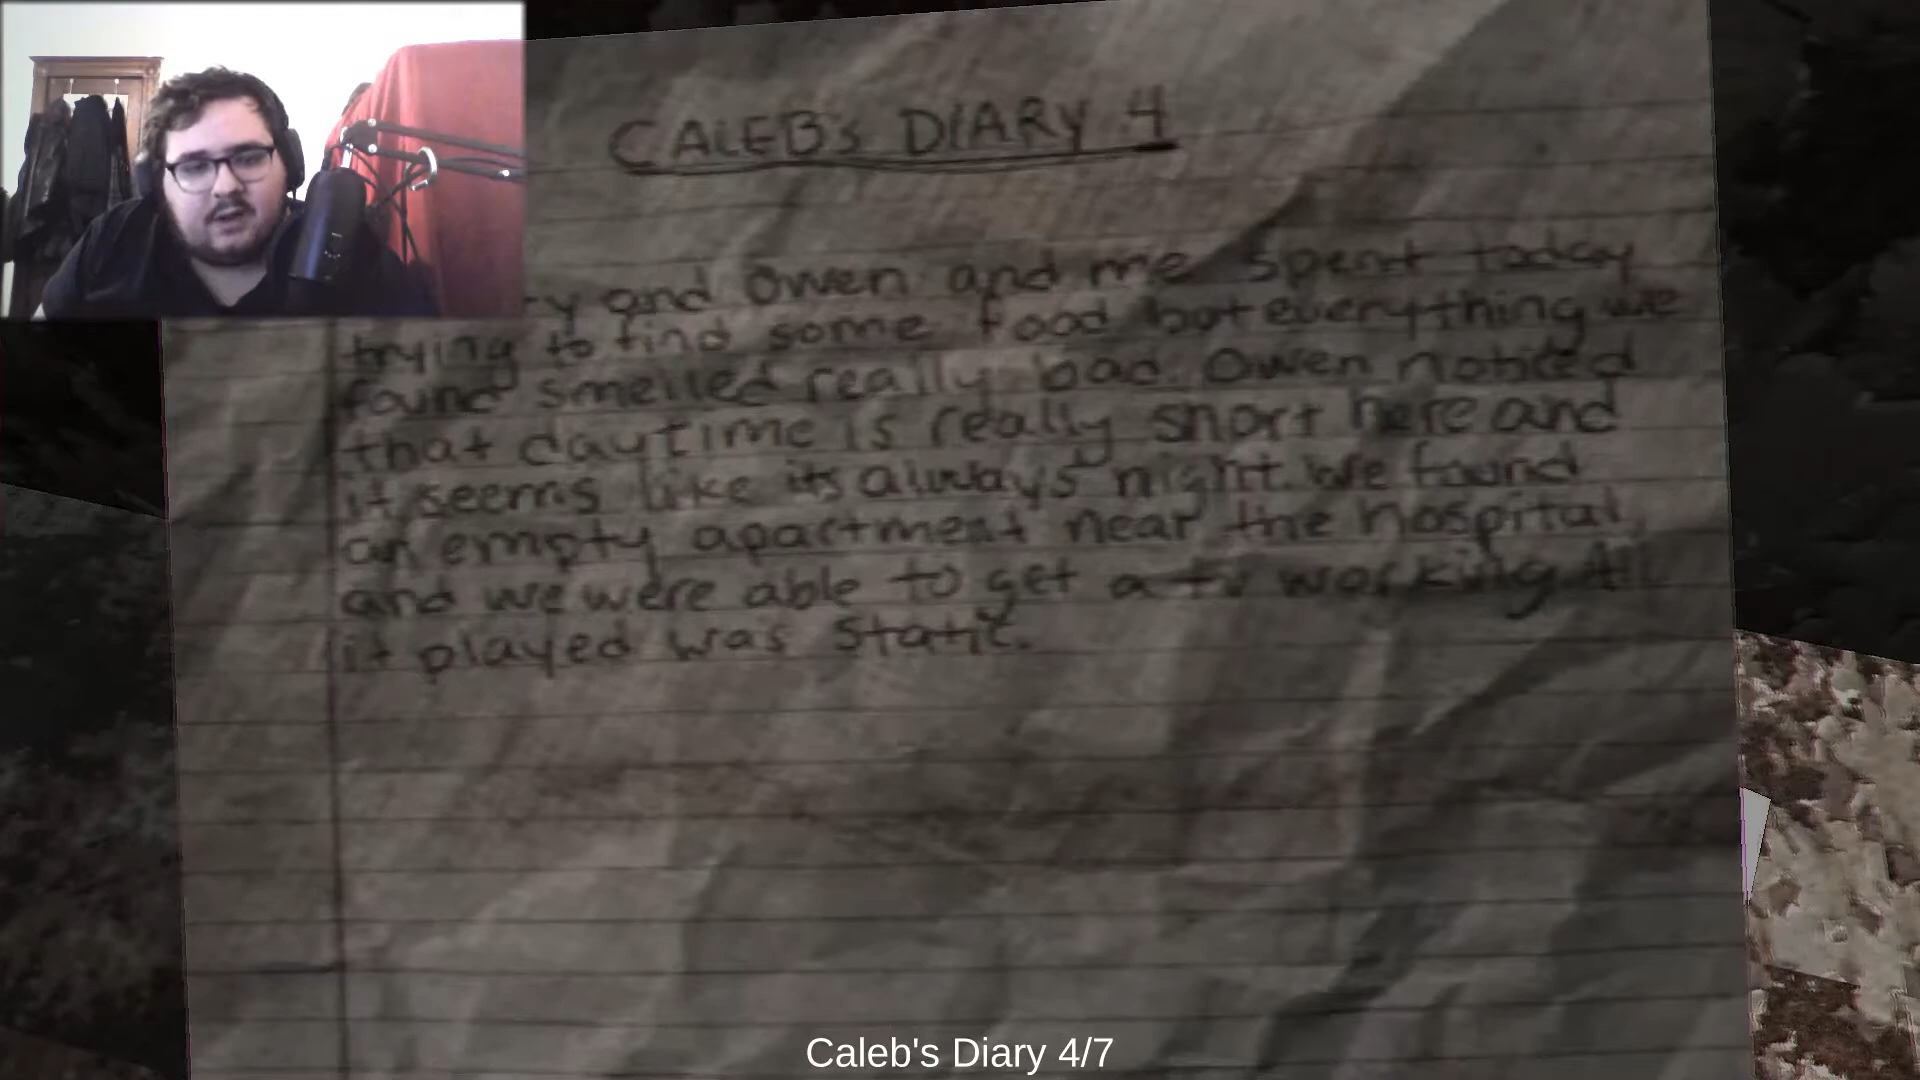 CALEB's DIARY 4
y and Owen and me spent today
trying to find some food but everything we
found smelled really bad. Owen noticed
that daytime is really short here and
it seems like its always night. We found
an empty apartment near the hospital
and we were able to get a tv working All
it played was static.
Caleb's Diary 4/7